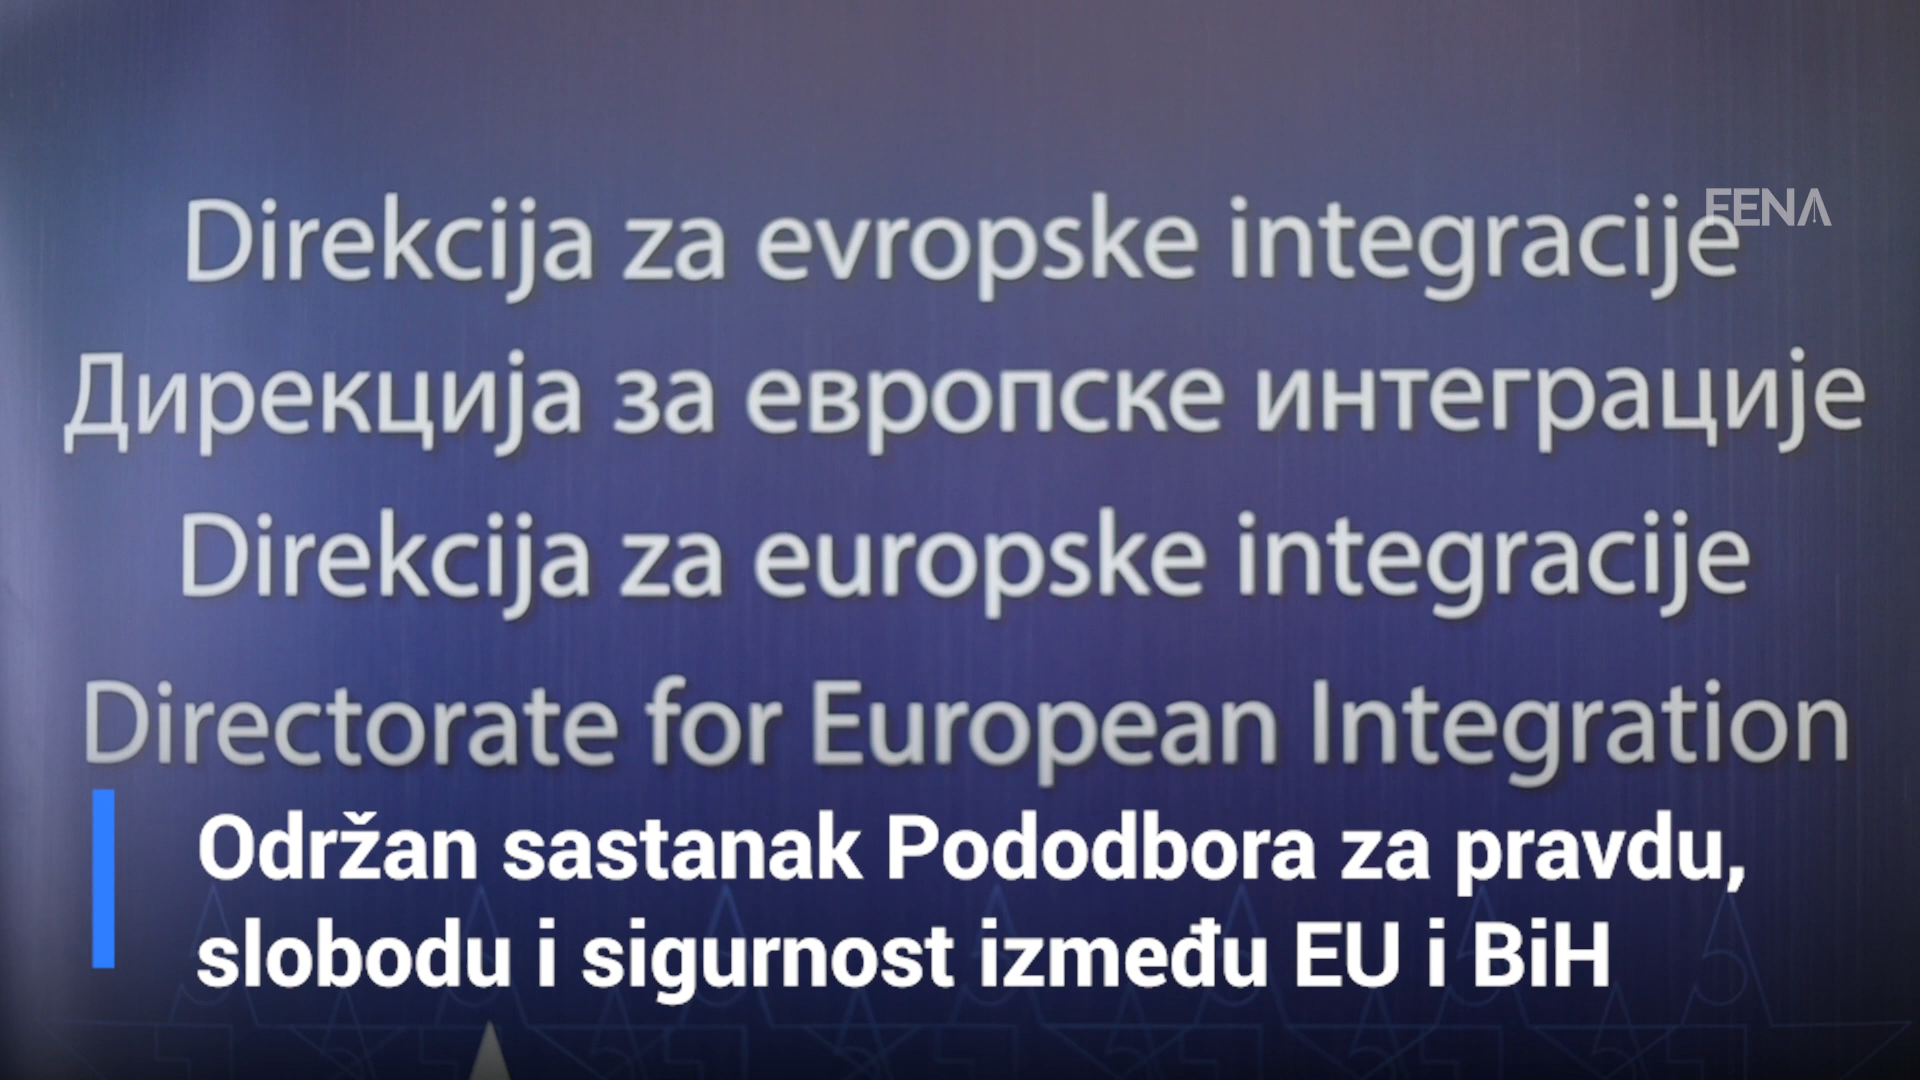 FENA
Direkcija za evropske integracije
Дирекција за европске интеграције
Direkcija za europske integracije
Directorate for European Integration
Održan sastanak Pododbora za pravdu,
slobodu i sigurnost između EU i BiH